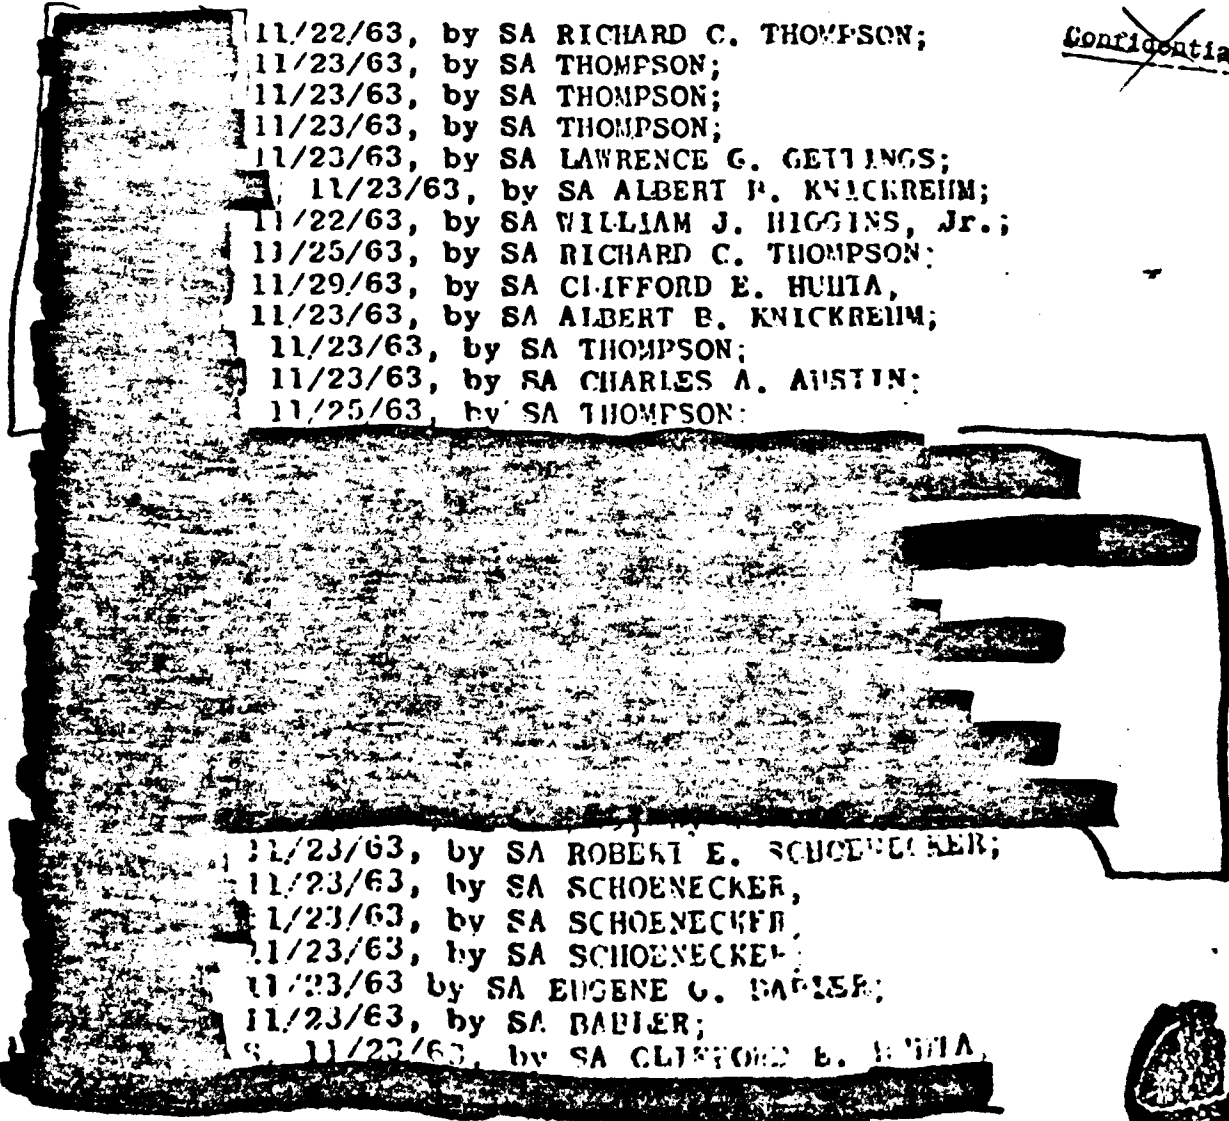 Confidential
11/22/63, by SA RICHARD C. THOMPSON;
11/23/63, by SA THOMPSON;
11/23/63, by SA THOMPSON;
11/23/63, by SA THOMPSON;
11/23/63, by SA LAWRENCE G. GETTINGS;
, 11/23/63, by SA ALBERT B. KNICKREHM;
11/22/63, by SA WILLIAM J. HIGGINS, Jr.;
11/25/63, by SA RICHARD C. THOMPSON;
11/29/63, by SA CLIFFORD E. HUHTA,
11/23/63, by SA ALBERT B. KNICKREHM;
11/23/63, by SA THOMPSON;
11/23/63, by SA CHARLES A. AUSTIN;
11/25/63, by SA THOMPSON;
11/23/63, by SA ROBERT E. SCHOENECKER;
11/23/63, by SA SCHOENECKER,
11/23/63, by SA SCHOENECKER,
11/23/63, by SA SCHOENECKER;
11/23/63 by SA EUGENE G. BABLER;
11/23/63, by SA BABLER;
S, 11/23/63, by SA CLIFFORD E. HUHTA,